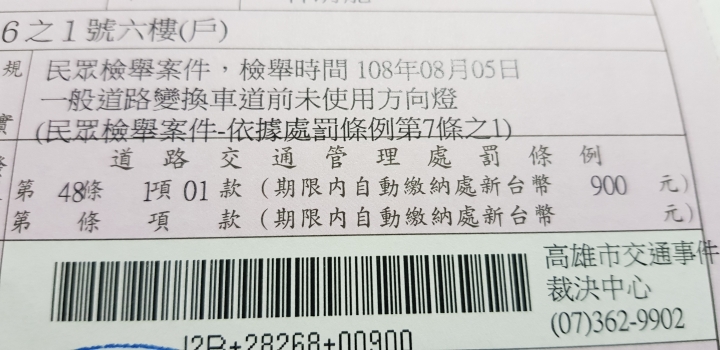 6之1號六樓(戶)
規 民眾檢舉案件，檢舉時間 108年08月05日
一般道路變換車道前未使用方向燈
實 (民眾檢舉案件-依據處罰條例第7條之1)
道路交通管理處罰條例
第 48條 1項 01 款（期限內自動繳納處新台幣 900 元）
第 條 項 款（期限內自動繳納處新台幣 元）
高雄市交通事件
裁決中心
(07)362-9902
J2R+28268+00900